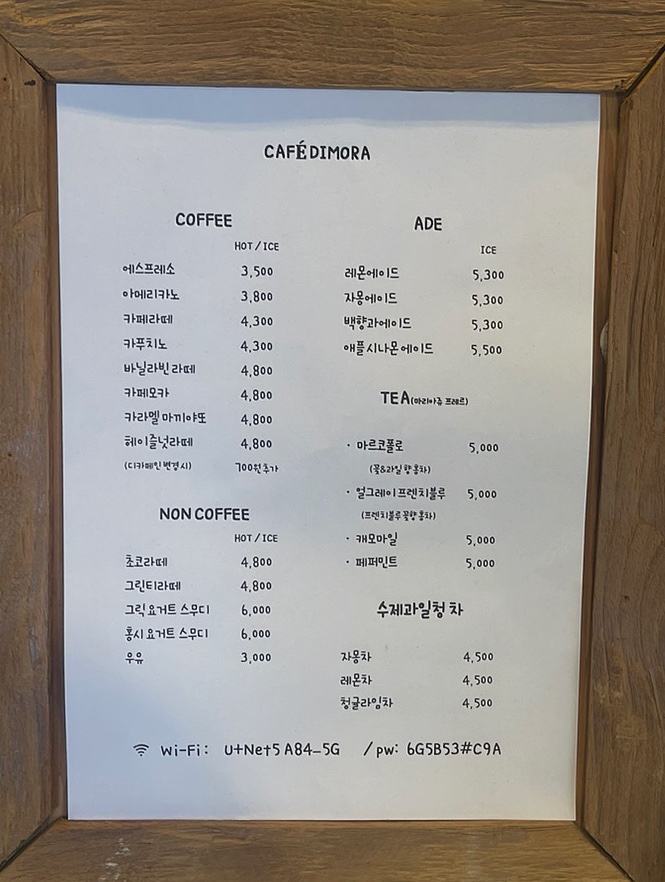 CAFÉ DIMORA
COFFEE
HOT / ICE
에스프레소 3,500
아메리카노 3,800
카페라떼 4,300
카푸치노 4,300
바닐라빈 라떼 4,800
카페모카 4,800
카라멜 마끼야또 4,800
헤이즐넛라떼 4,800
(디카페인 변경 시) 700원 추가
NON COFFEE
HOT / ICE
초코라떼 4,800
그린티라떼 4,800
그릭 요거트 스무디 6,000
홍시 요거트 스무디 6,000
우유 3,000
ADE
ICE
레몬에이드 5,300
자몽에이드 5,300
백향과에이드 5,300
애플 시나몬 에이드 5,500
TEA (마리아쥬 프레르)
· 마르코폴로 5,000
(꽃&과일 향 홍차)
· 얼그레이 프렌치블루 5,000
(프렌치블루 꽃향 홍차)
· 캐모마일 5,000
· 페퍼민트 5,000
수제과일청 차
자몽차 4,500
레몬차 4,500
청귤라임차 4,500
Wi-Fi: U+Net5A84_5G / pw: 6G5B53#C9A